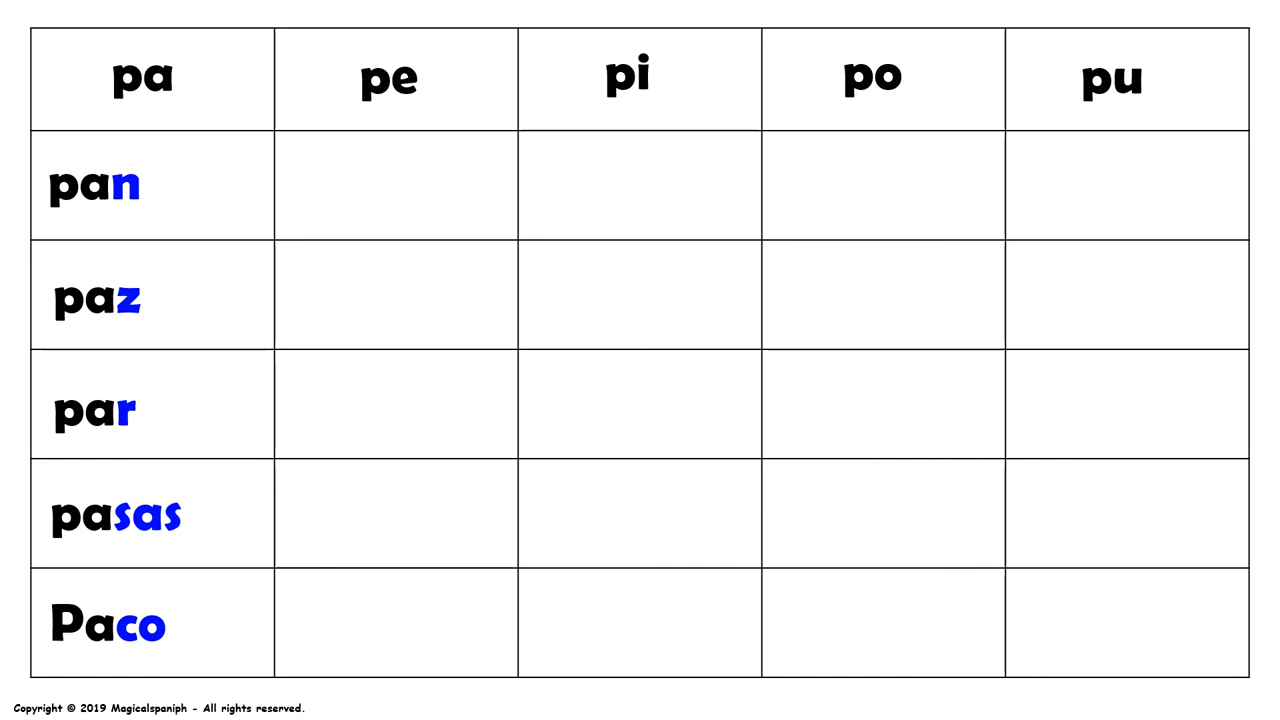 pa pe pi po pu
pan
paz
par
pasas
Paco
Copyright © 2019 Magicalspaniph - All rights reserved.